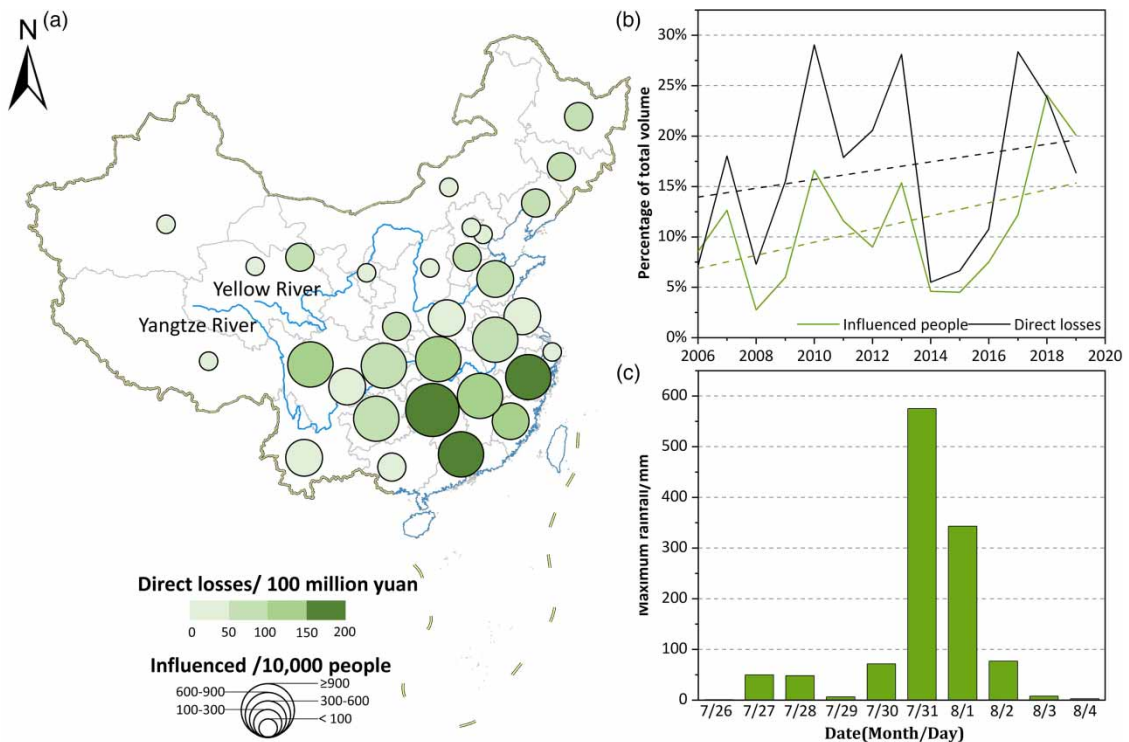 (a)
N
Yellow River
Yangtze River
Direct losses/ 100 million yuan
0 50 100 150 200
Influenced /10,000 people
≥900
600-900
300-600
100-300
< 100
(b)
Percentage of total volume
35%
30%
25%
20%
15%
10%
5%
0%
Influenced people Direct losses
2006 2008 2010 2012 2014 2016 2018 2020
(c)
Maximum rainfall/mm
600
500
400
300
200
100
0
7/26 7/27 7/28 7/29 7/30 7/31 8/1 8/2 8/3 8/4
Date(Month/Day)